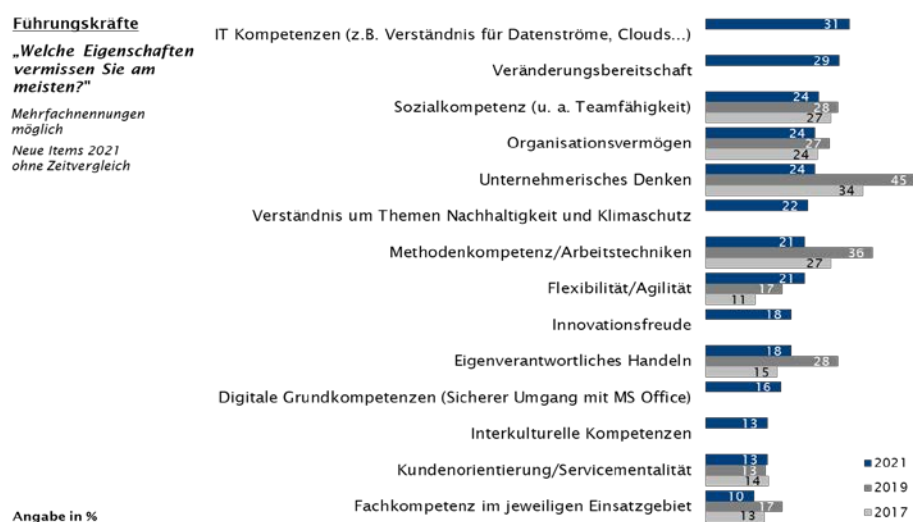 Führungskräfte
„Welche Eigenschaften
vermissen Sie am
meisten?"
Mehrfachnennungen
möglich
Neue Items 2021
ohne Zeitvergleich
IT Kompetenzen (z.B. Verständnis für Datenströme, Clouds...)
31
Veränderungsbereitschaft
29
Sozialkompetenz (u. a. Teamfähigkeit)
24
28
27
Organisationsvermögen
24
27
24
Unternehmerisches Denken
24
45
34
Verständnis um Themen Nachhaltigkeit und Klimaschutz
22
Methodenkompetenz/Arbeitstechniken
21
36
27
Flexibilität/Agilität
21
17
11
Innovationsfreude
18
Eigenverantwortliches Handeln
18
28
15
Digitale Grundkompetenzen (Sicherer Umgang mit MS Office)
16
Interkulturelle Kompetenzen
13
Kundenorientierung/Servicementalität
13
13
14
Fachkompetenz im jeweiligen Einsatzgebiet
10
17
13
2021
2019
2017
Angabe in %